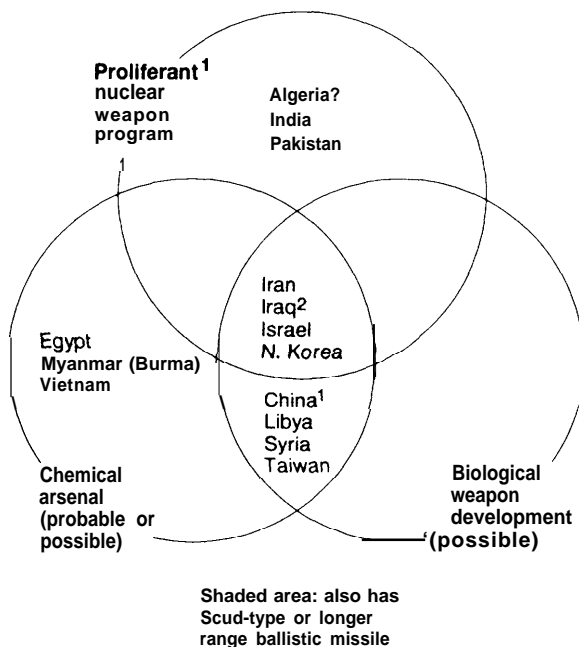 Proliferant¹
nuclear
weapon
program
1
Algeria?
India
Pakistan
Iran
Iraq²
Israel
N. Korea
Egypt
Myanmar (Burma)
Vietnam
China¹
Libya
Syria
Taiwan
Chemical
arsenal
(probable or
possible)
Biological
weapon
development
(possible)
Shaded area: also has
Scud-type or longer
range ballistic missile